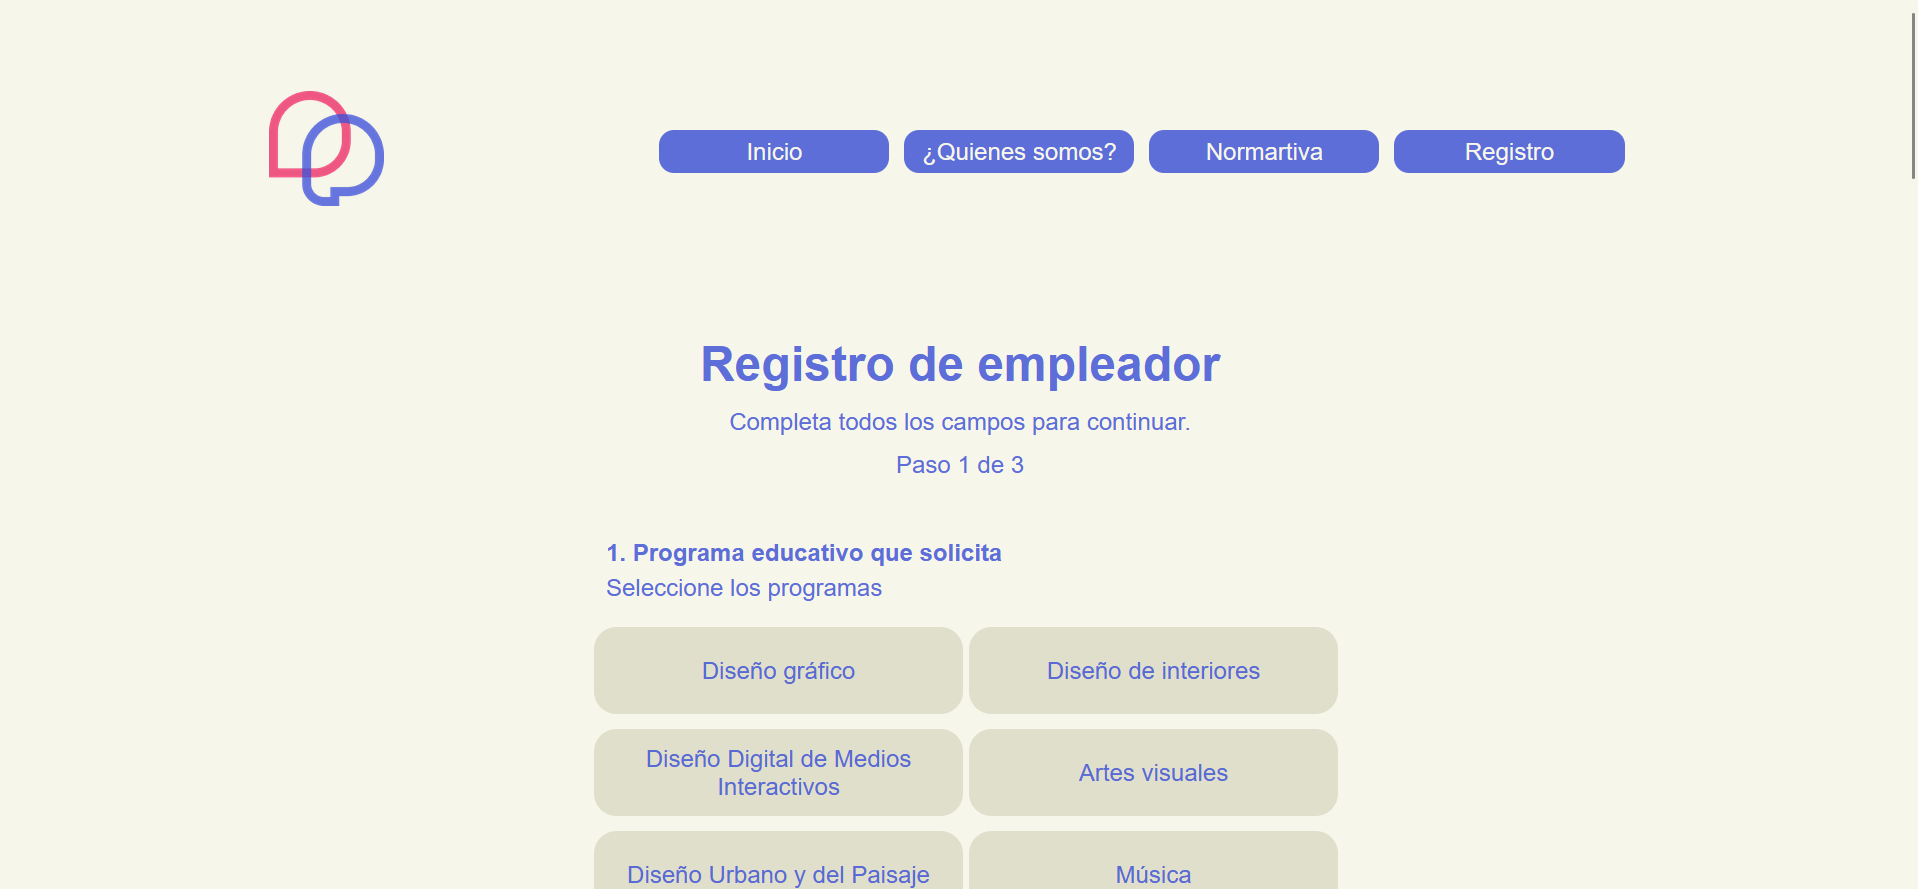 Inicio
¿Quienes somos?
Normartiva
Registro
Registro de empleador
Completa todos los campos para continuar.
Paso 1 de 3
1. Programa educativo que solicita
Seleccione los programas
Diseño gráfico
Diseño de interiores
Diseño Digital de Medios
Interactivos
Artes visuales
Diseño Urbano y del Paisaje
Música